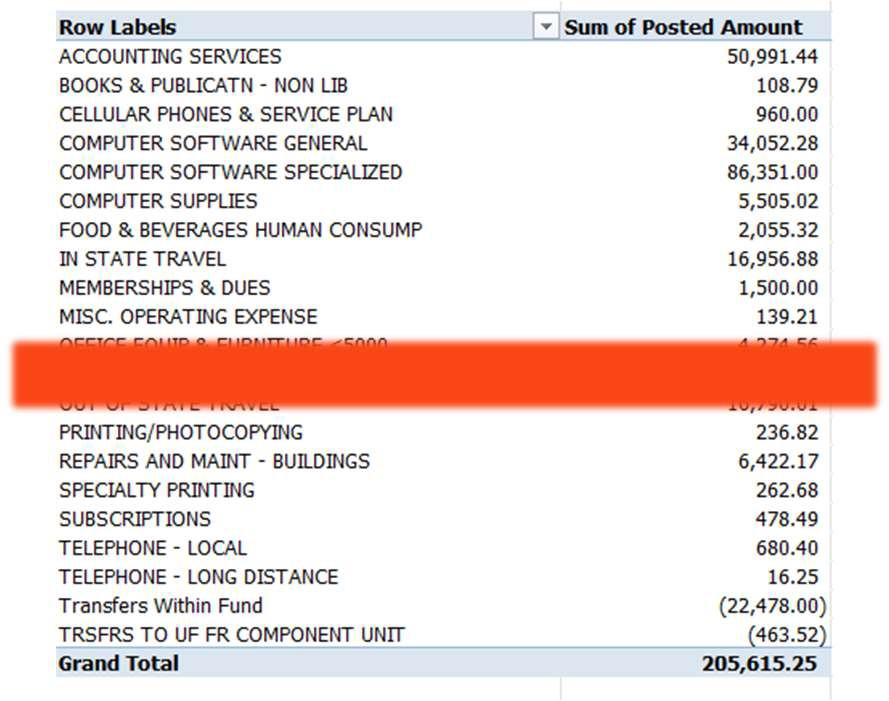 Row Labels Sum of Posted Amount
ACCOUNTING SERVICES 50,991.44
BOOKS & PUBLICATN - NON LIB 108.79
CELLULAR PHONES & SERVICE PLAN 960.00
COMPUTER SOFTWARE GENERAL 34,052.28
COMPUTER SOFTWARE SPECIALIZED 86,351.00
COMPUTER SUPPLIES 5,505.02
FOOD & BEVERAGES HUMAN CONSUMP 2,055.32
IN STATE TRAVEL 16,956.88
MEMBERSHIPS & DUES 1,500.00
MISC. OPERATING EXPENSE 139.21
OFFICE EQUIP & FURNITURE <5000 4,274.56
OUT OF STATE TRAVEL
PRINTING/PHOTOCOPYING 236.82
REPAIRS AND MAINT - BUILDINGS 6,422.17
SPECIALTY PRINTING 262.68
SUBSCRIPTIONS 478.49
TELEPHONE - LOCAL 680.40
TELEPHONE - LONG DISTANCE 16.25
Transfers Within Fund (22,478.00)
TRSFRS TO UF FR COMPONENT UNIT (463.52)
Grand Total 205,615.25